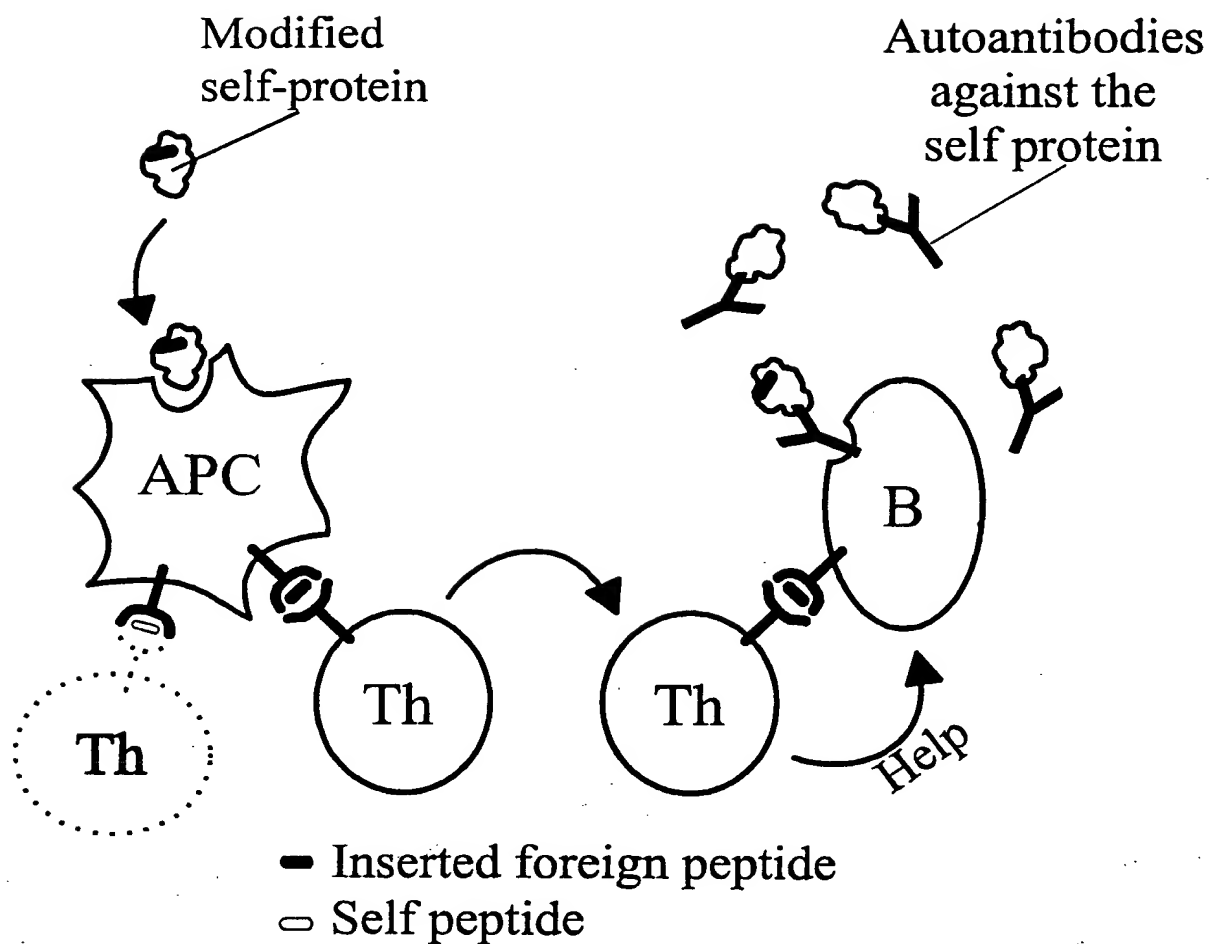 Modified
self-protein
Autoantibodies
against the
self protein
APC
B
Th
Th
Th
Help
Inserted foreign peptide
Self peptide